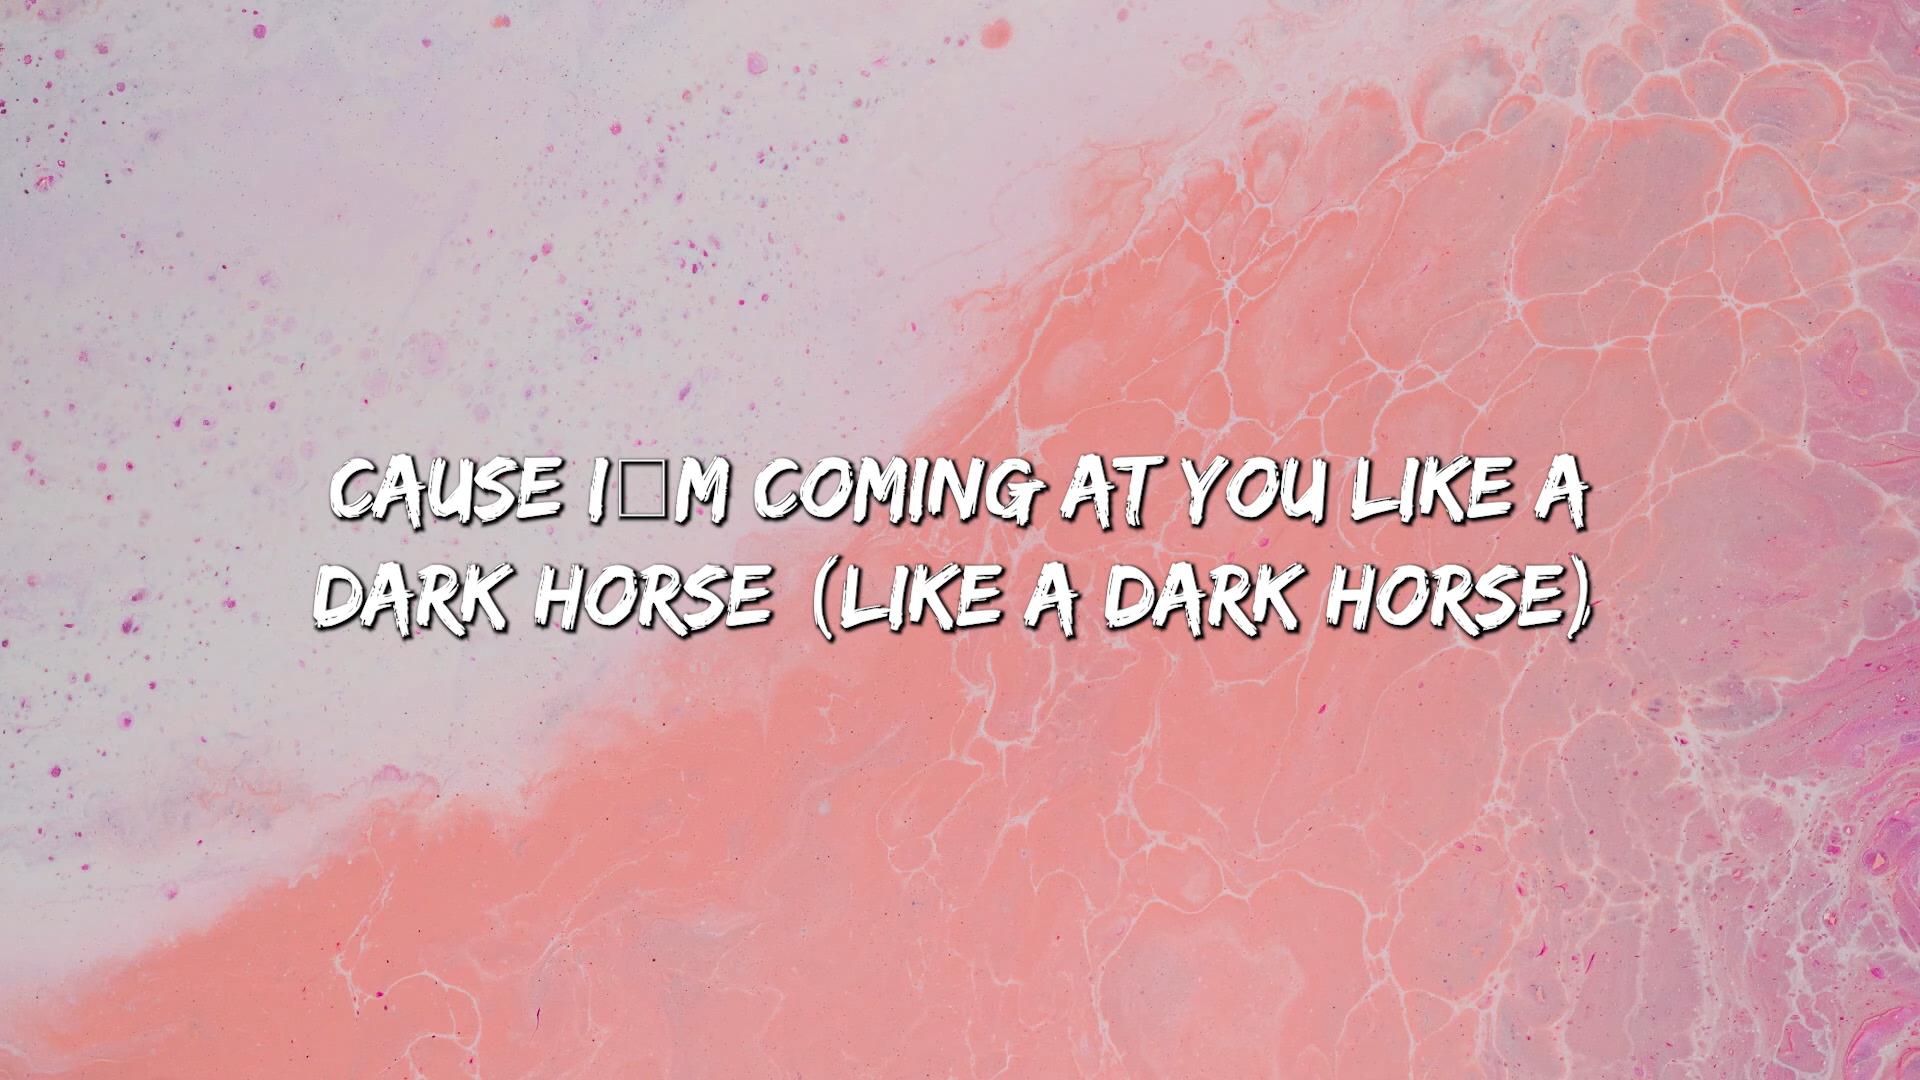 CAUSE I□M COMING AT YOU LIKE A
DARK HORSE (LIKE A DARK HORSE)